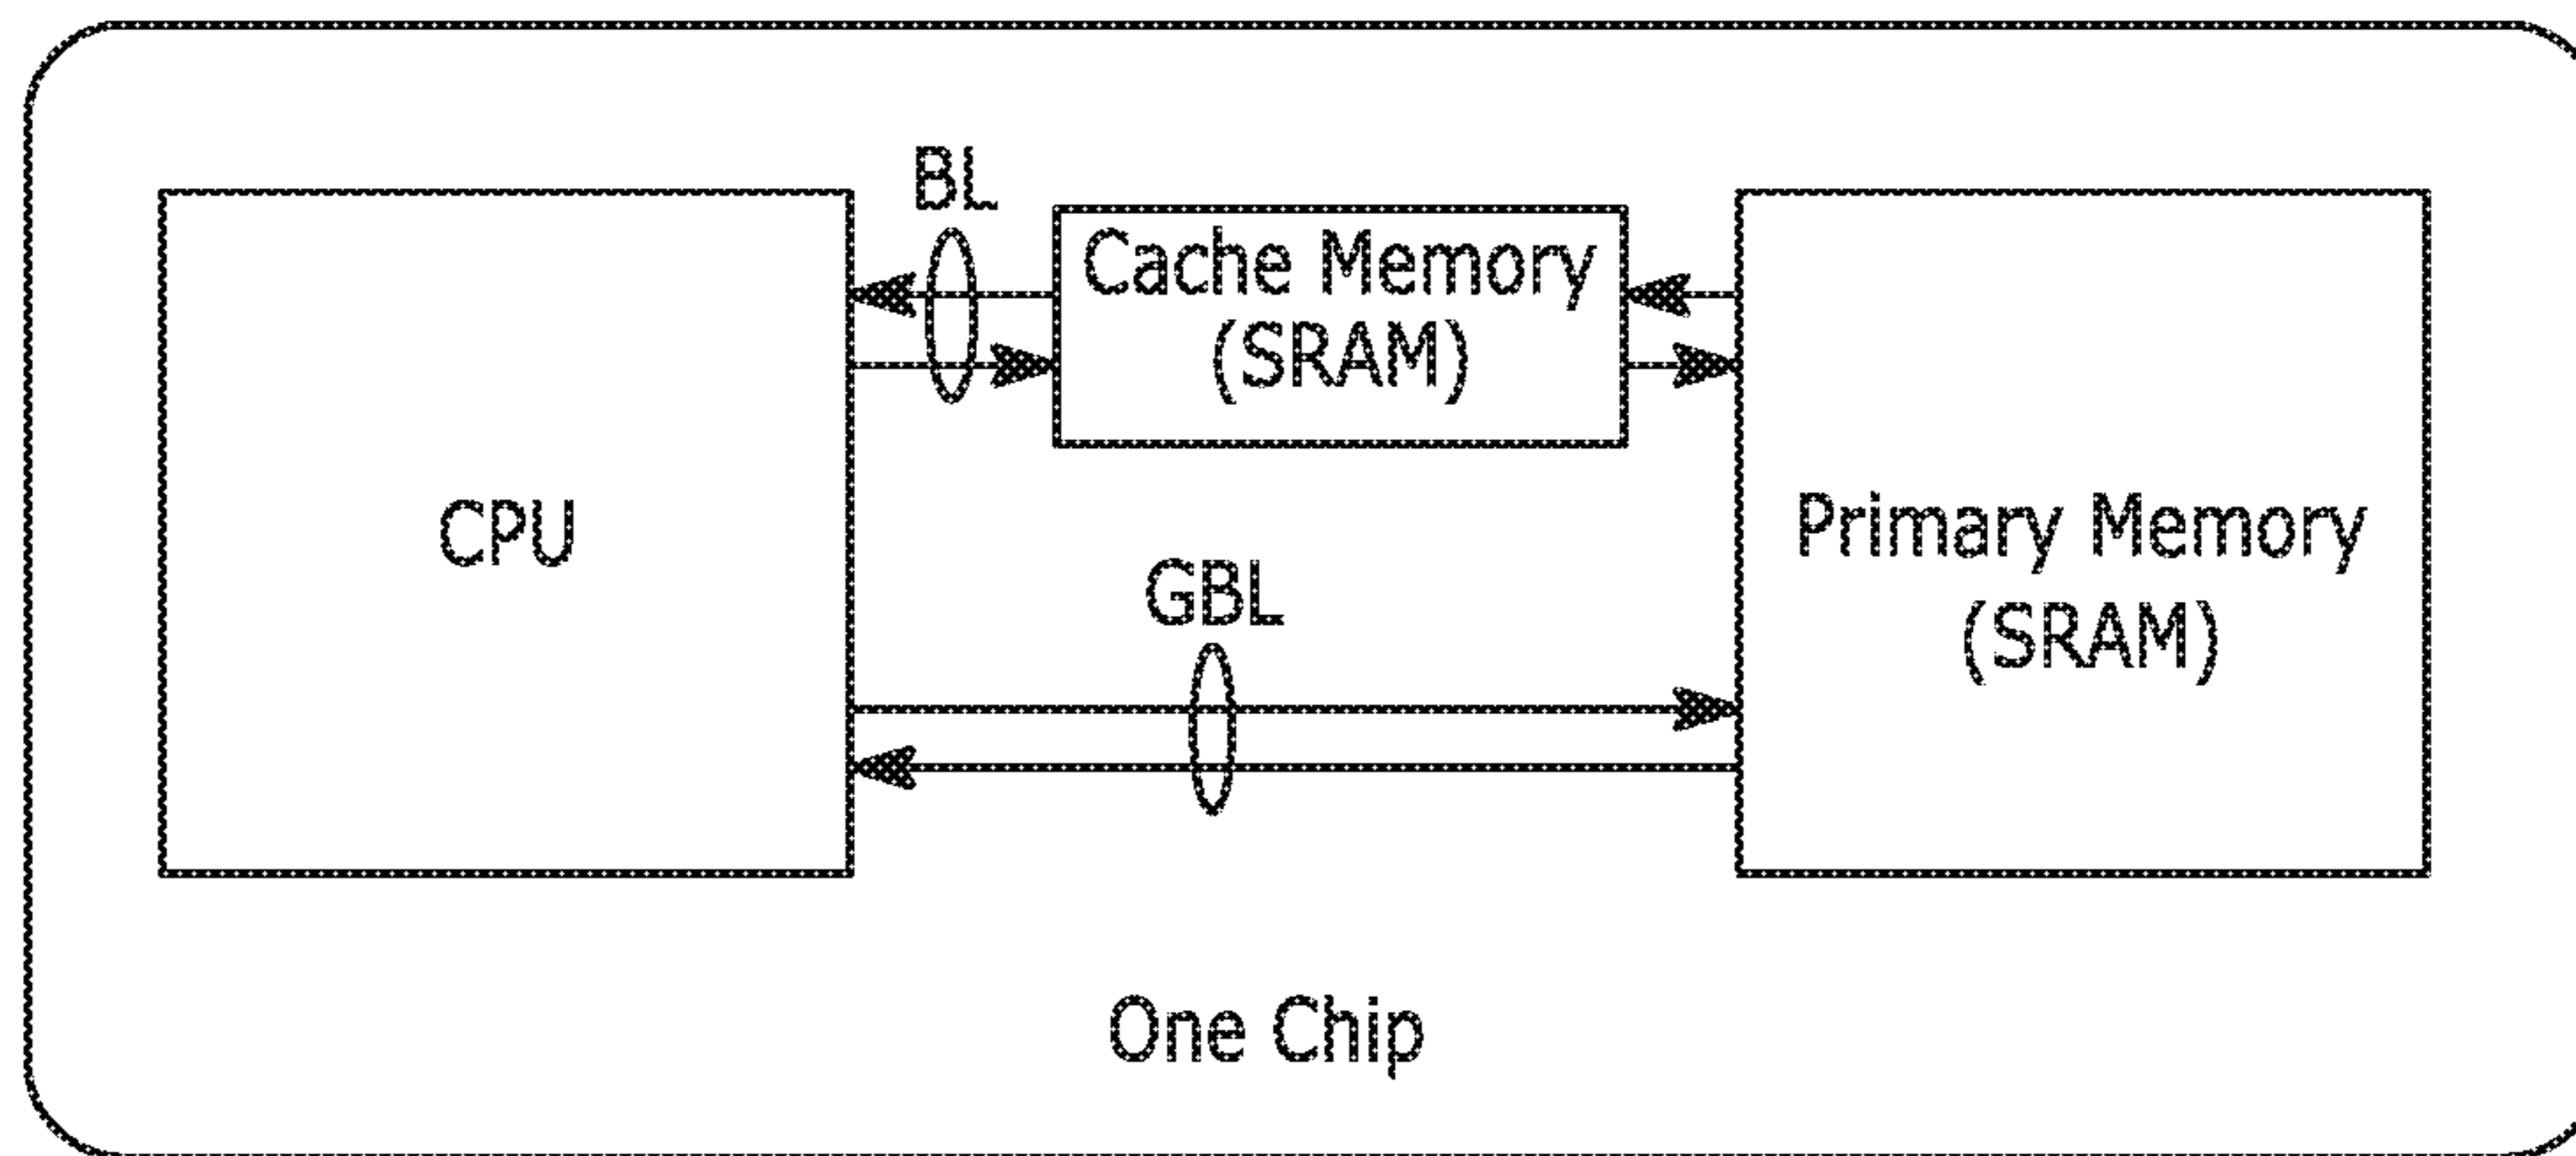 BL
Cache Memory
(SRAM)
CPU
Primary Memory
(SRAM)
GBL
One Chip